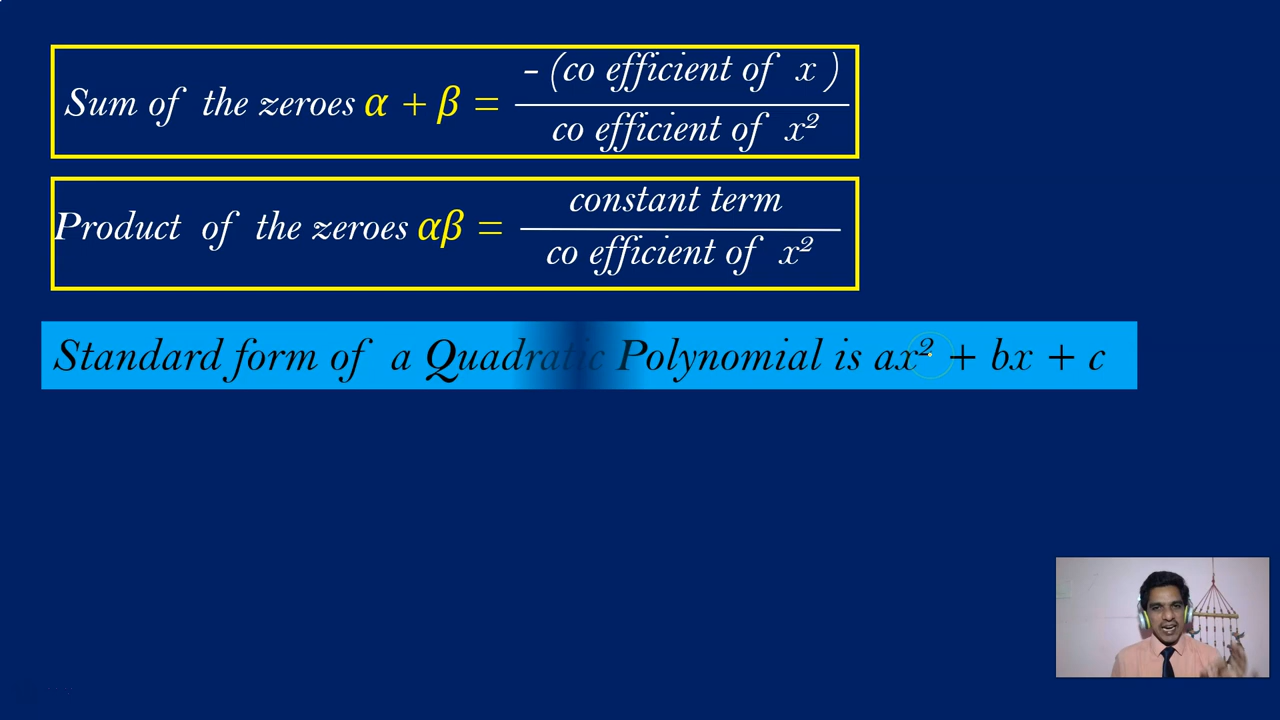 Sum of the zeroes α + β = - (co efficient of x ) / co efficient of x²
Product of the zeroes αβ = constant term / co efficient of x²
Standard form of a Quadratic Polynomial is ax² + bx + c